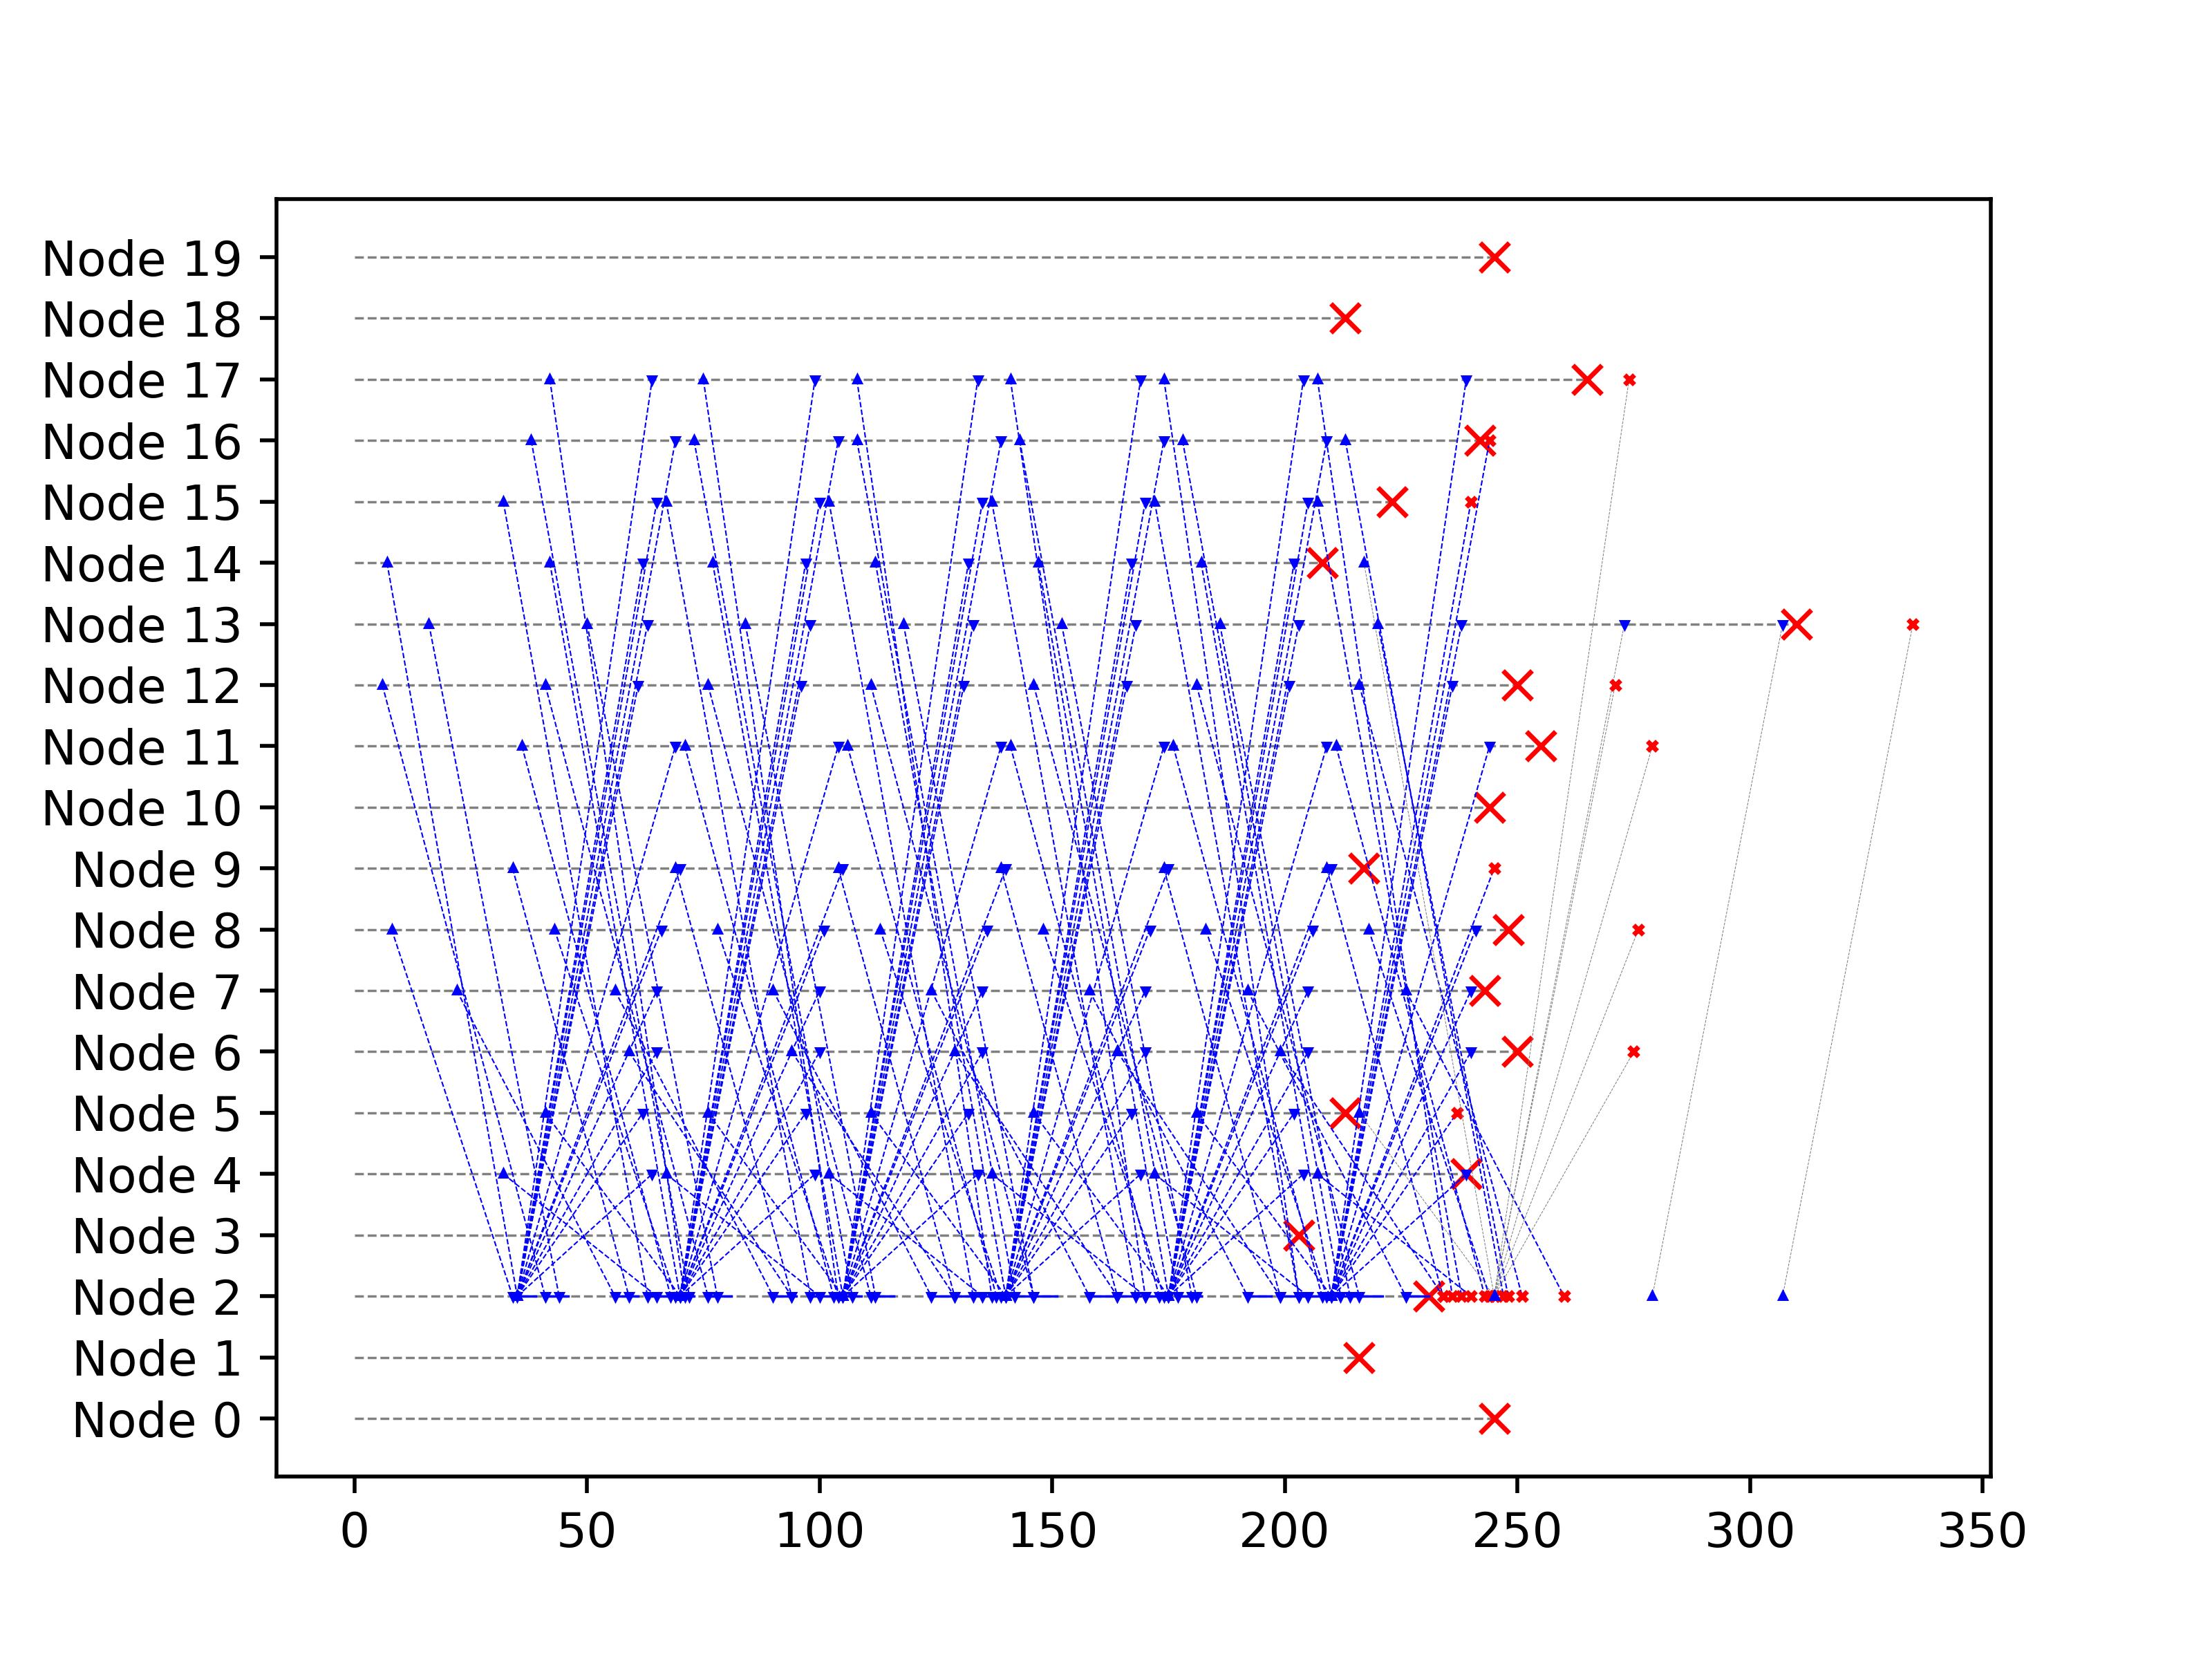 Node 19
Node 18
Node 17
Node 16
Node 15
Node 14
Node 13
Node 12
Node 11
Node 10
Node 9
Node 8
Node 7
Node 6
Node 5
Node 4
Node 3
Node 2
Node 1
Node 0
0 50 100 150 200 250 300 350